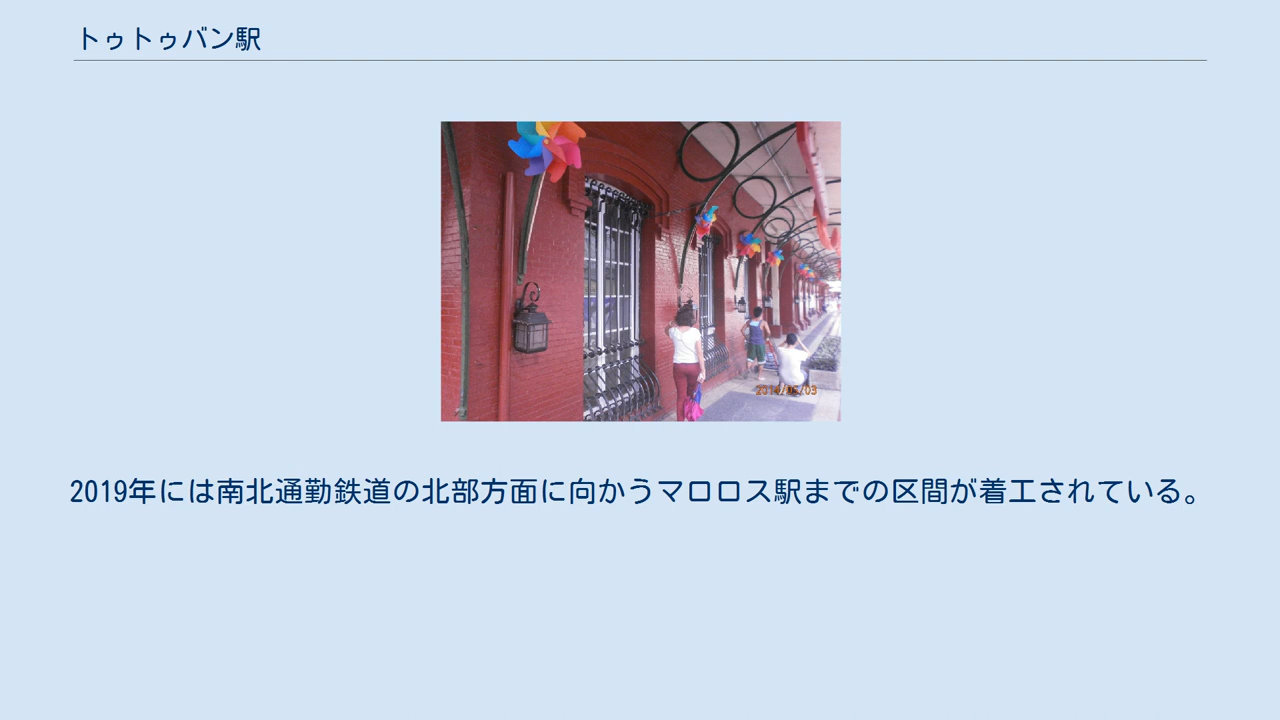 トゥトゥバン駅
2019年には南北通勤鉄道の北部方面に向かうマロロス駅までの区間が着工されている。